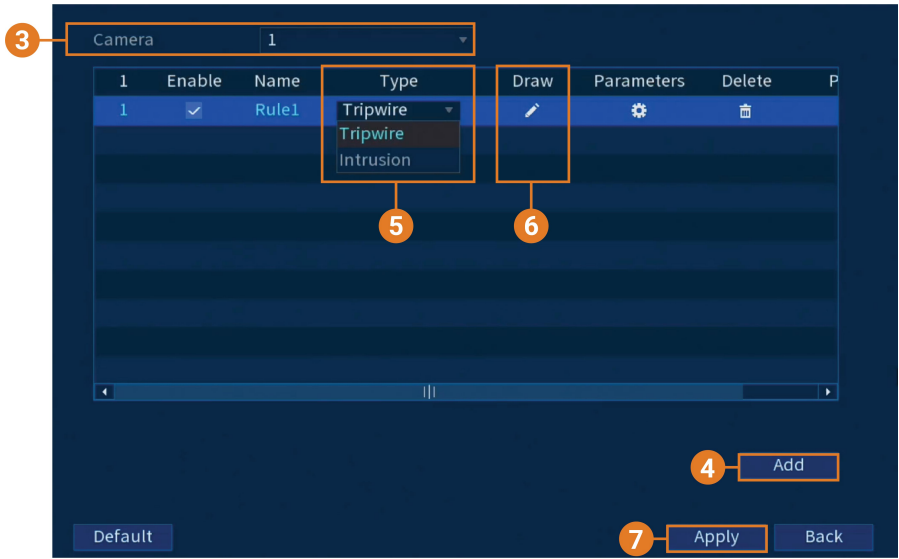 3 Camera 1
1 Enable Name Type Draw Parameters Delete P
1 Rule1 Tripwire
Tripwire
Intrusion
5 6
4 Add
Default 7 Apply Back